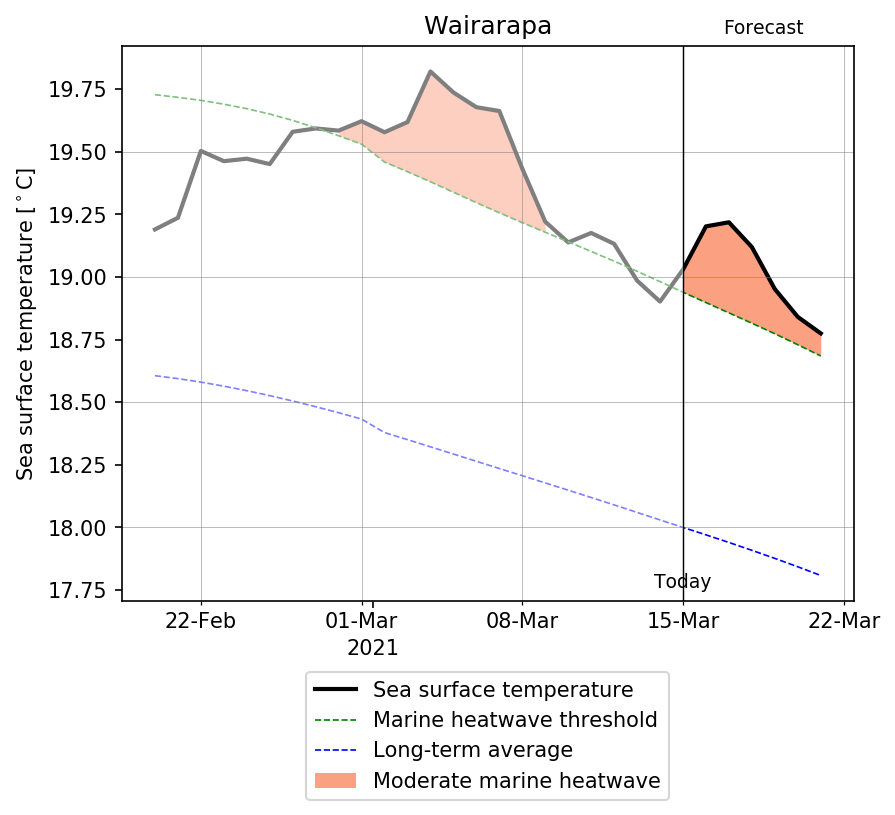 Wairarapa
Forecast
Sea surface temperature [°C]
19.75
19.50
19.25
19.00
18.75
18.50
18.25
18.00
17.75
Today
22-Feb 01-Mar 08-Mar 15-Mar 22-Mar
2021
Sea surface temperature
Marine heatwave threshold
Long-term average
Moderate marine heatwave